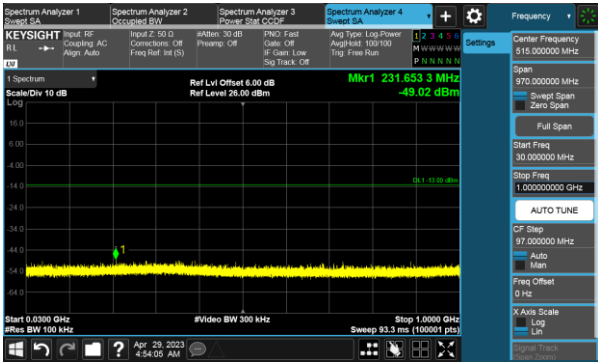 Spectrum Analyzer 1
Swept SA
Spectrum Analyzer 2
Occupied BW
Spectrum Analyzer 3
Power Stat CCDF
Spectrum Analyzer 4
Swept SA
Frequency
KEYSIGHT
RL
Input: RF
Coupling: AC
Align: Auto
Input Z: 50 Ω
Corrections: Off
Freq Ref: Int (S)
#Atten: 30 dB
Preamp: Off
PNO: Fast
Gate: Off
IF Gain: Low
Sig Track: Off
Avg Type: Log-Power
Avg|Hold: 100/100
Trig: Free Run
1 2 3 4 5 6
M W W W W W
P N N N N N
Settings
1 Spectrum
Scale/Div 10 dB
Log
Ref Lvl Offset 6.00 dB
Ref Level 26.00 dBm
Mkr1 231.653 3 MHz
-49.02 dBm
16.0
6.00
-4.00
-14.0
-24.0
-34.0
-44.0
-54.0
-64.0
DL1 -13.00 dBm
1
Start 0.0300 GHz
#Res BW 100 kHz
#Video BW 300 kHz
Stop 1.0000 GHz
Sweep 93.3 ms (10001 pts)
Center Frequency
515.000000 MHz
Span
970.000000 MHz
Swept Span
Zero Span
Full Span
Start Freq
30.000000 MHz
Stop Freq
1.000000000 GHz
AUTO TUNE
CF Step
97.000000 MHz
Auto
Man
Freq Offset
0 Hz
X Axis Scale
Log
Lin
Signal Track
(Span Zoom)
Apr 29, 2023
4:54:05 AM